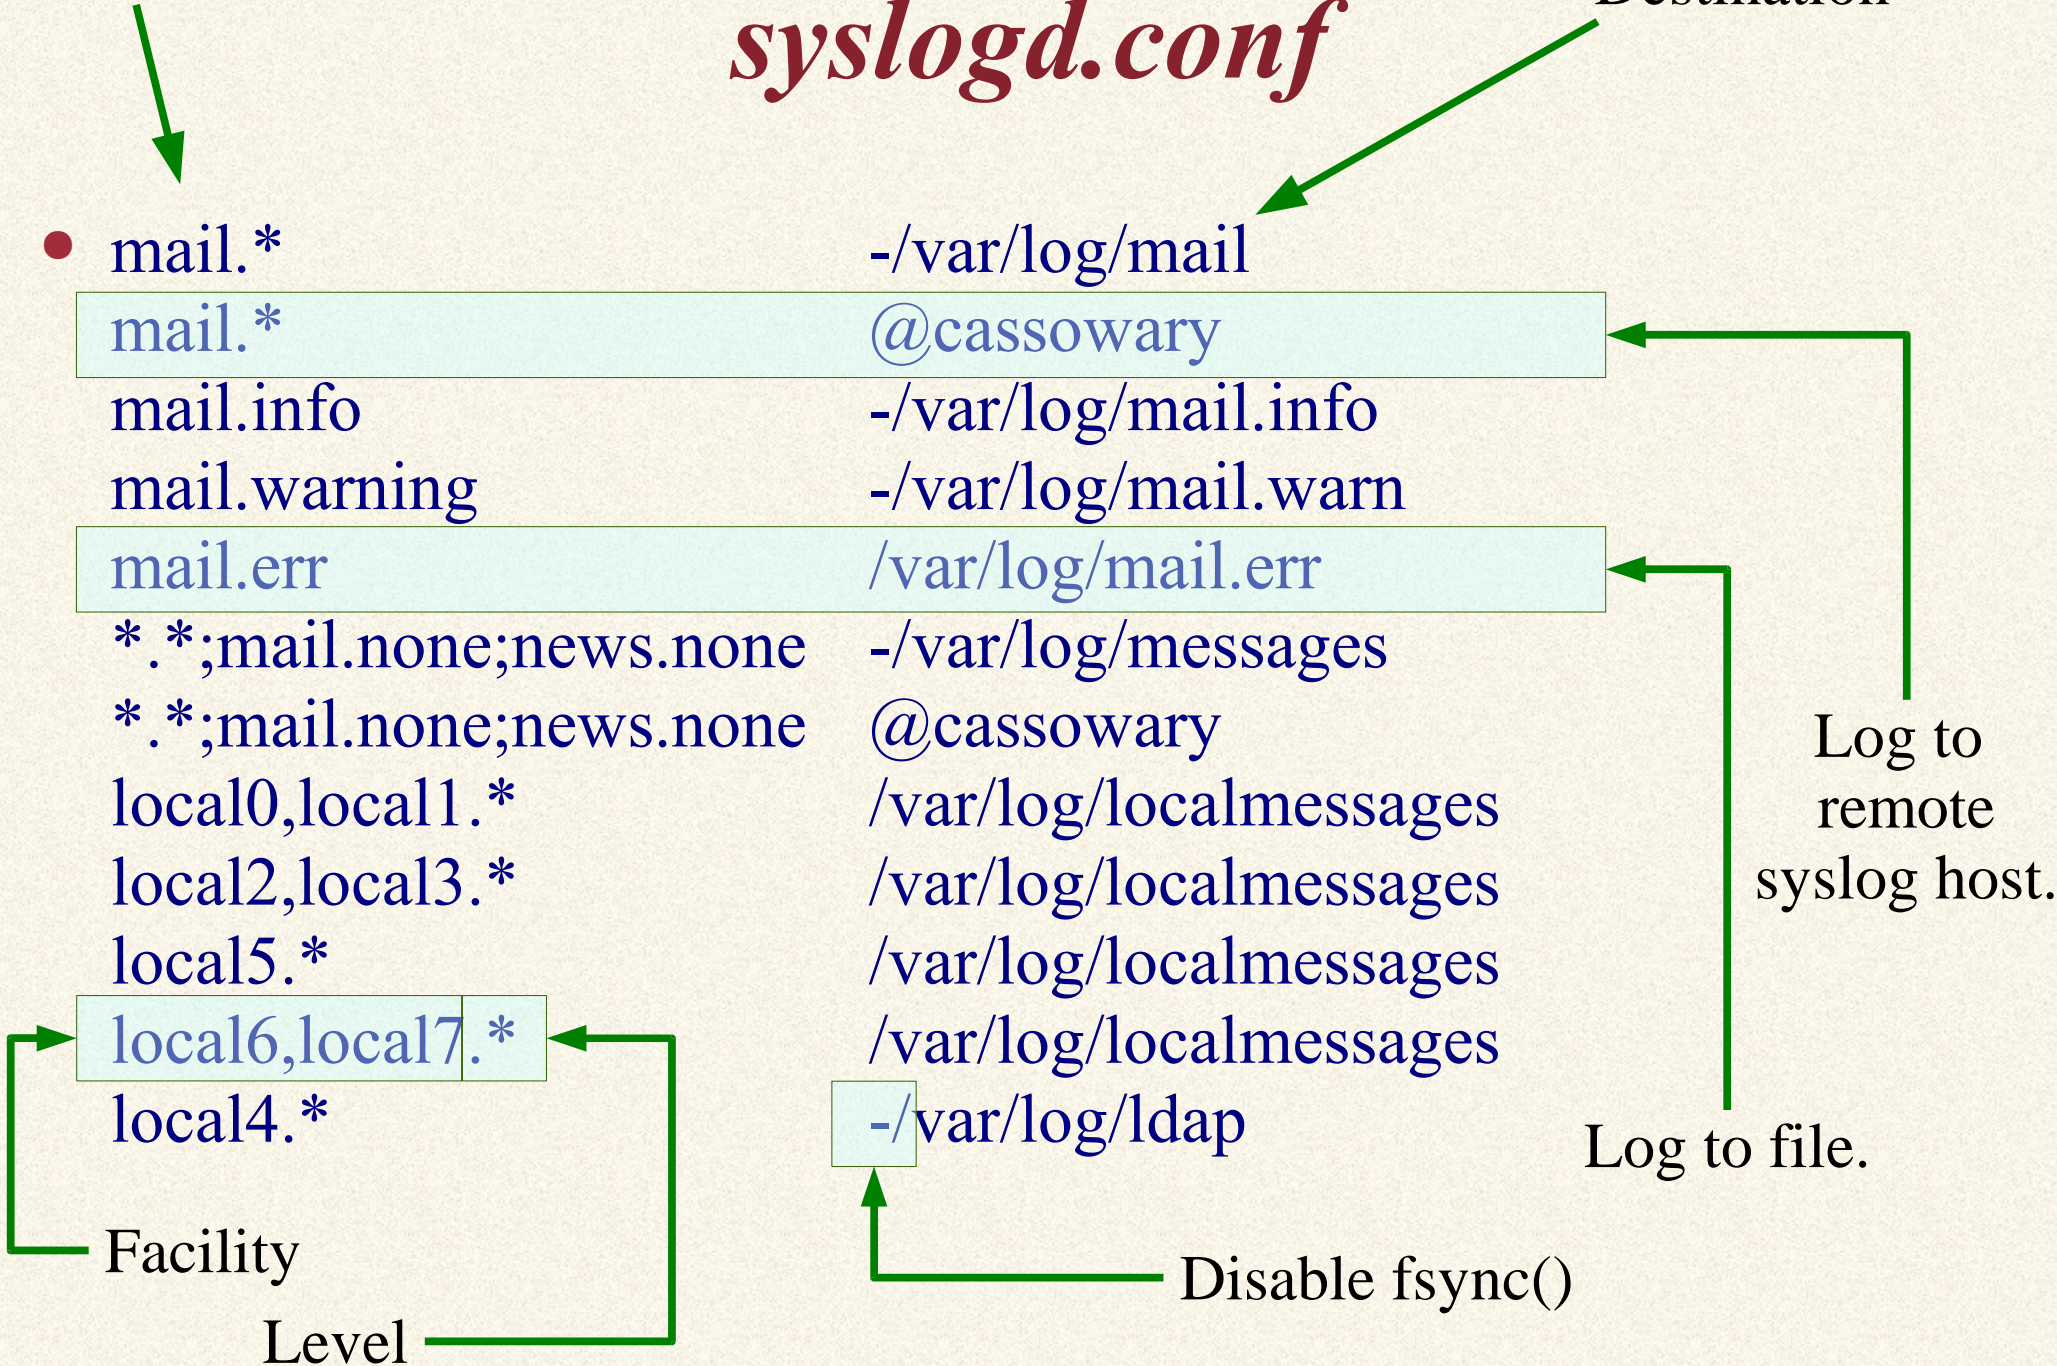 Destination
syslogd.conf
• mail.* -/var/log/mail
mail.* @cassowary
mail.info -/var/log/mail.info
mail.warning -/var/log/mail.warn
mail.err /var/log/mail.err
*.*;mail.none;news.none -/var/log/messages
*.*;mail.none;news.none @cassowary
local0,local1.* /var/log/localmessages
local2,local3.* /var/log/localmessages
local5.* /var/log/localmessages
local6,local7.* /var/log/localmessages
local4.* -/var/log/ldap
Log to
remote
syslog host.
Log to file.
Facility
Disable fsync()
Level